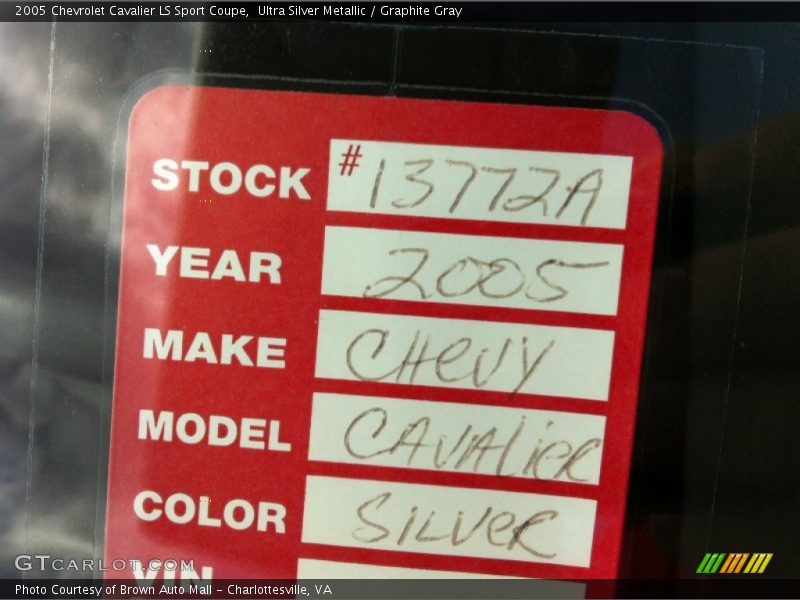 2005 Chevrolet Cavalier LS Sport Coupe,  Ultra Silver Metallic / Graphite Gray
STOCK # 13772A
YEAR 2005
MAKE CHEVY
MODEL CAVALIER
COLOR SILVER
VIN
GTCARLOT.COM
Photo Courtesy of Brown Auto Mall - Charlottesville, VA